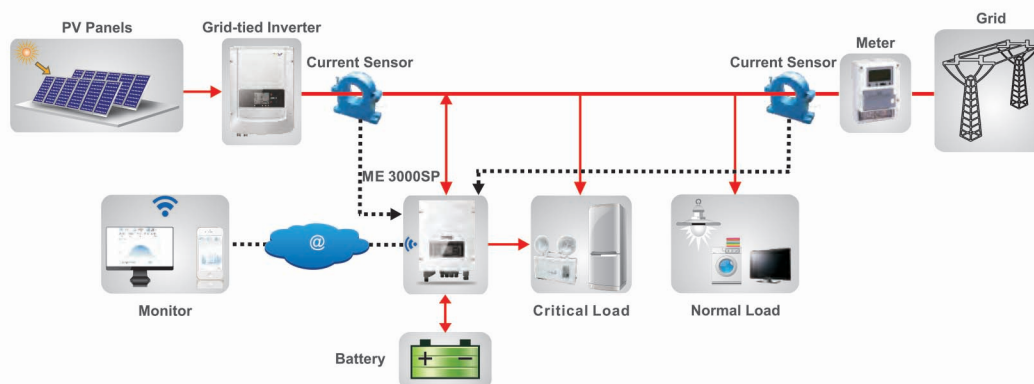 PV Panels
Grid-tied Inverter
Current Sensor
Current Sensor
Meter
Grid
ME 3000SP
@
Monitor
Critical Load
Normal Load
Battery
+ −